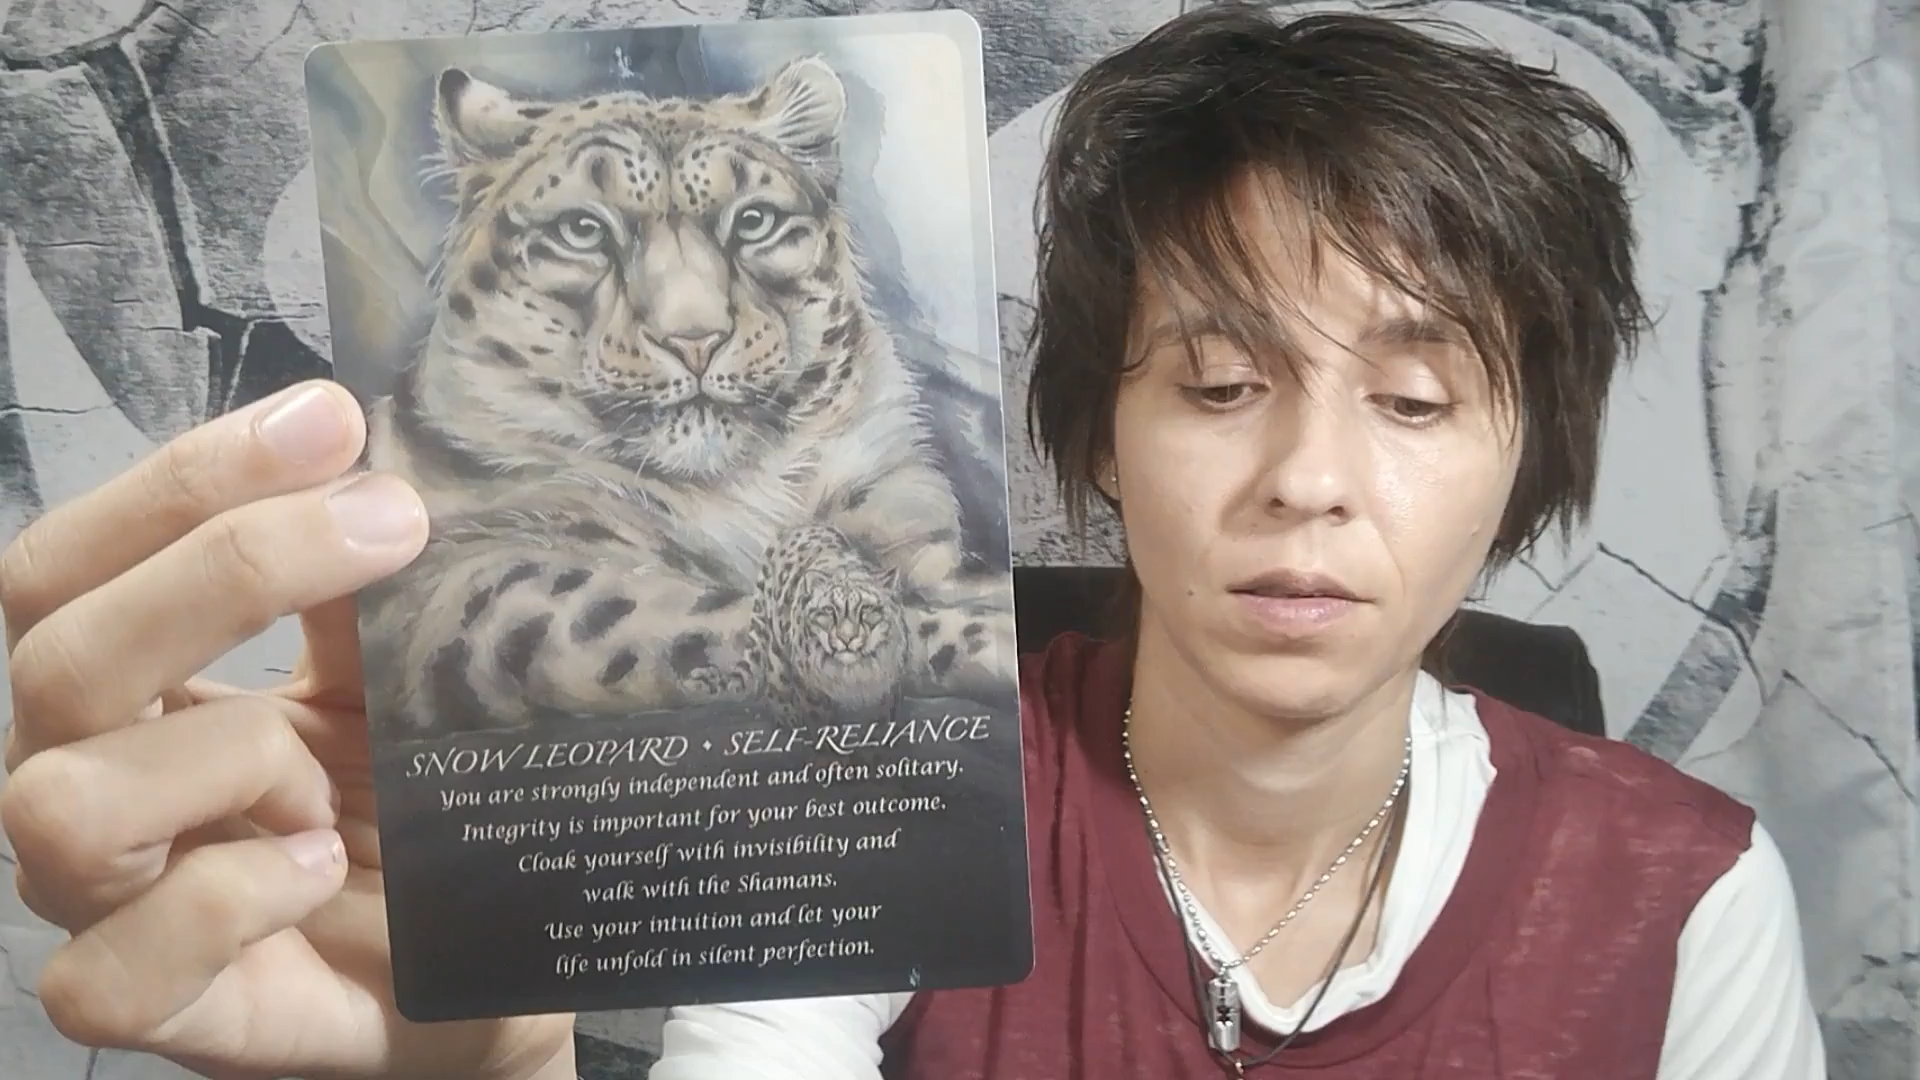 SNOW LEOPARD • SELF-RELIANCE
You are strongly independent and often solitary.
Integrity is important for your best outcome.
Cloak yourself with invisibility and
walk with the Shamans.
Use your intuition and let your
life unfold in silent perfection.